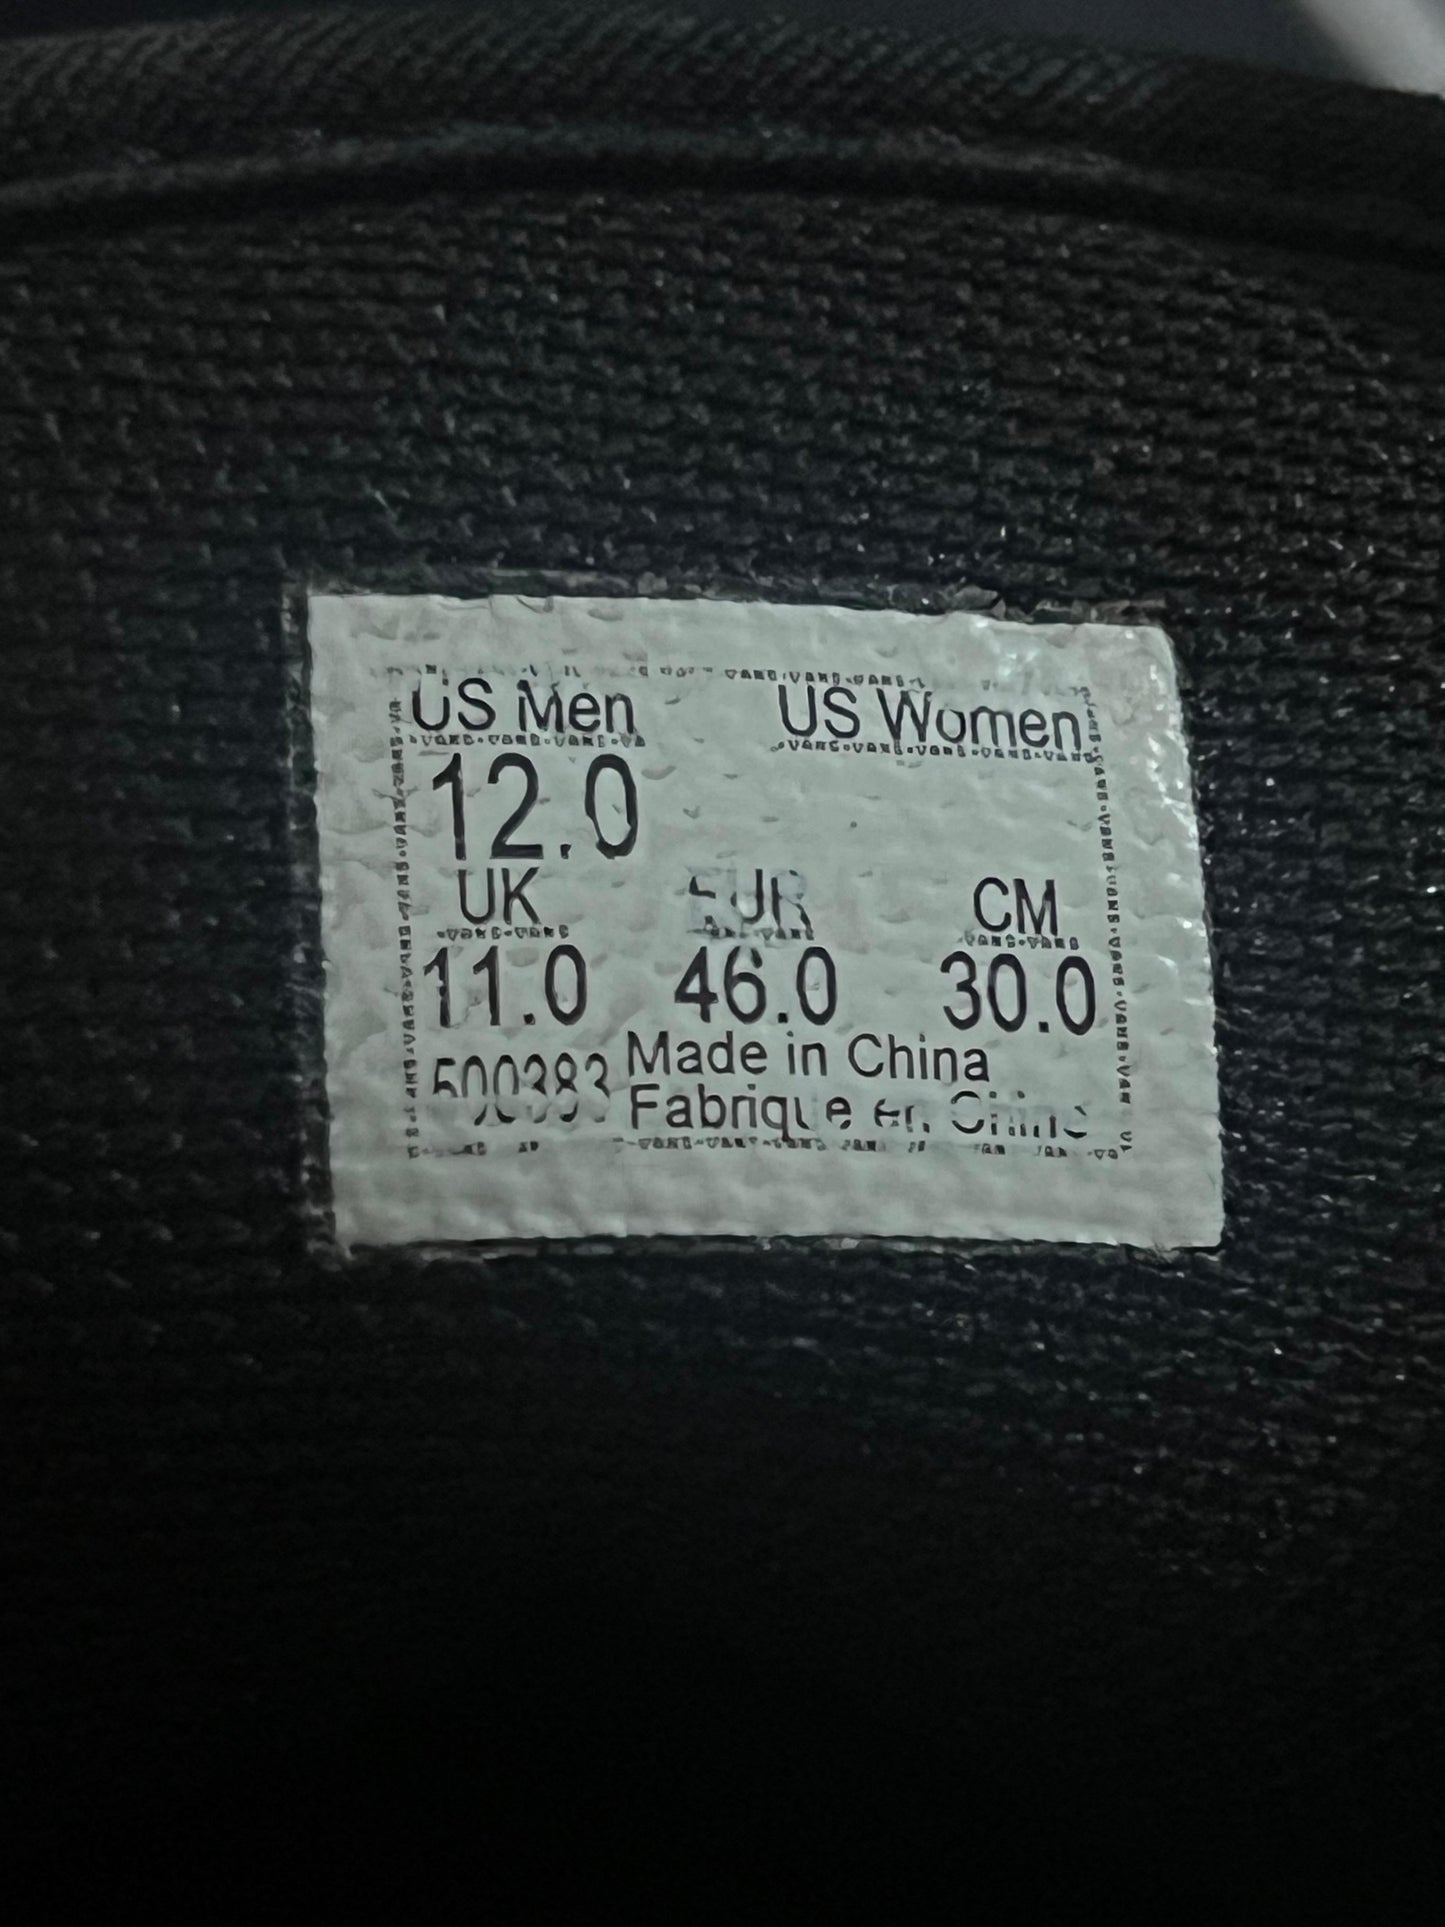 US Men US Women
12.0
UK EUR CM
11.0 46.0 30.0
500383 Made in China
Fabrique en Chine